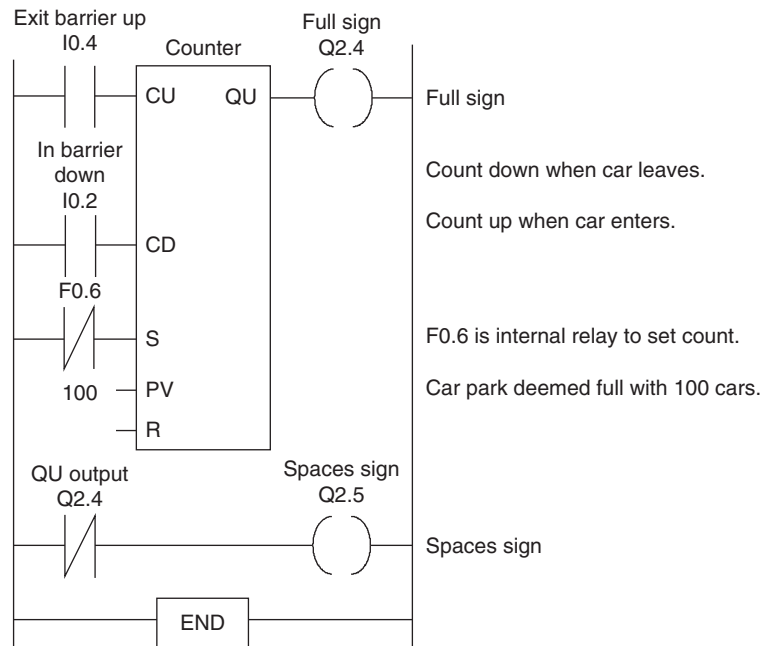 Exit barrier up
I0.4
Counter
Full sign
Q2.4
CU
QU
Full sign
In barrier
down
I0.2
Count down when car leaves.
Count up when car enters.
CD
F0.6
S
F0.6 is internal relay to set count.
100
PV
Car park deemed full with 100 cars.
R
QU output
Q2.4
Spaces sign
Q2.5
Spaces sign
END